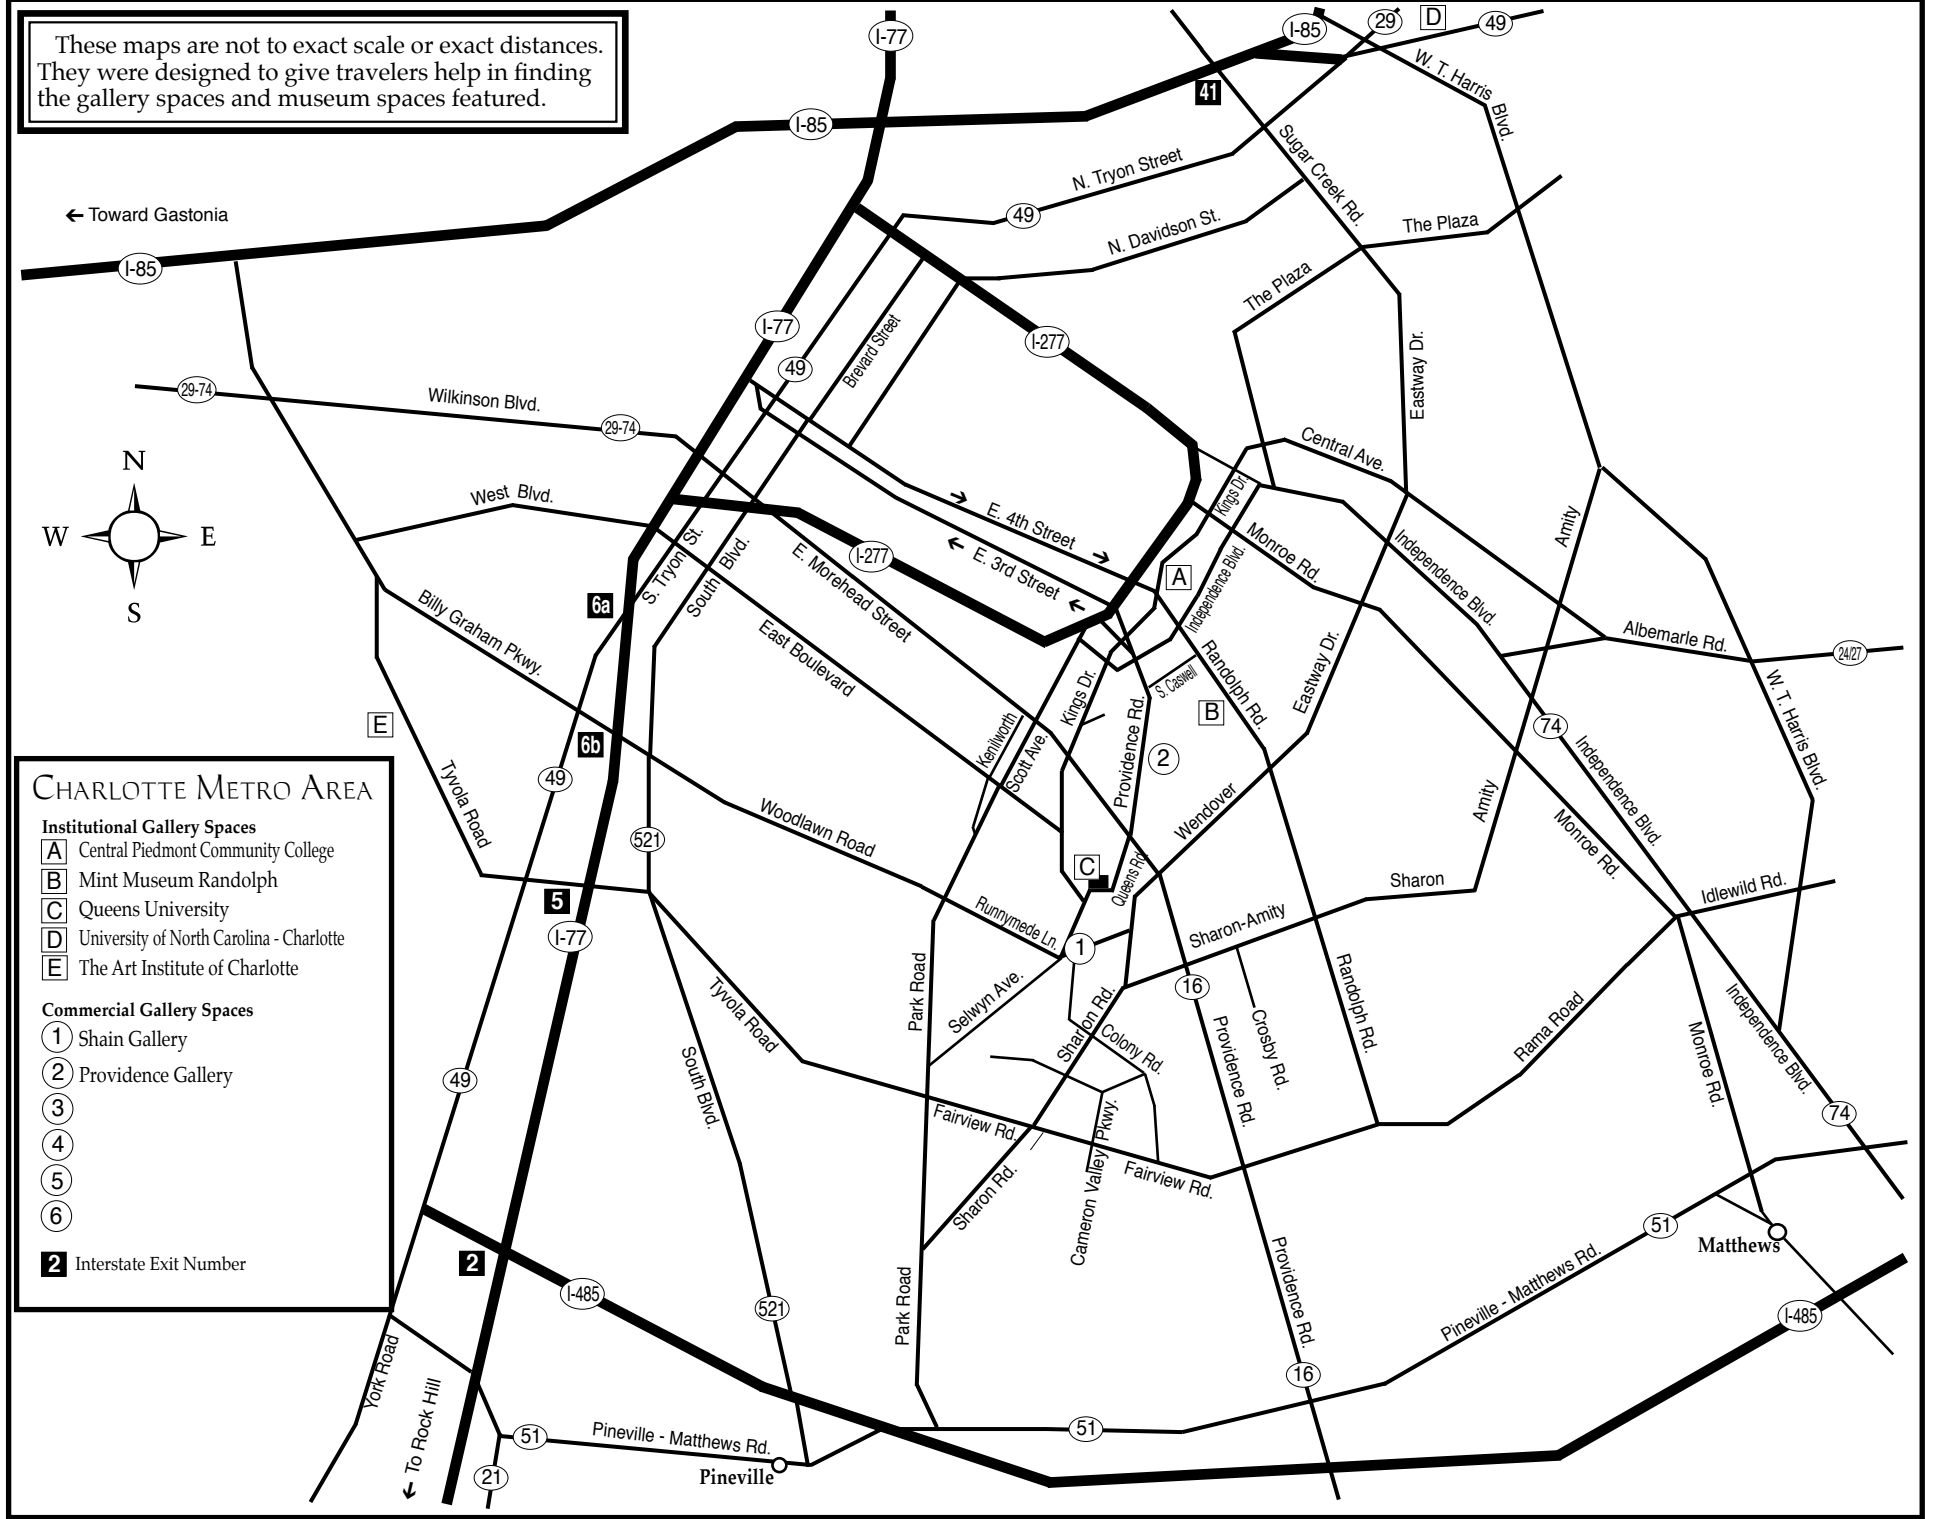 These maps are not to exact scale or exact distances.
They were designed to give travelers help in finding
the gallery spaces and museum spaces featured.
I-77
I-85
29
D
49
W. T. Harris
Blvd.
41
I-85
Sugar Creek Rd.
N. Tryon Street
49
N. Davidson St.
The Plaza
The Plaza
← Toward Gastonia
I-85
I-77
I-277
49
Brevard Street
Eastway Dr.
29-74
Wilkinson Blvd.
29-74
Central Ave.
N
W
E
S
West Blvd.
Kings Dr.
E. 4th Street
E. 3rd Street
Monroe Rd.
Independence Blvd.
Amity
S. Tryon St.
South Blvd.
I-277
E. Morehead Street
A
Independence Blvd.
6a
Billy Graham Pkwy.
East Boulevard
Randolph Rd.
Albemarle Rd.
24/27
S. Caswell
Eastway Dr.
W. T. Harris Blvd.
Kings Dr.
B
E
6b
Kenilworth
Scott Ave.
Providence Rd.
2
74
Independence Blvd.
49
Tyvola Road
Woodlawn Road
Wendover
Amity
521
Monroe Rd.
C
Queens Rd.
Sharon
Idlewild Rd.
5
I-77
Runnymede Ln.
1
Sharon-Amity
CHARLOTTE METRO AREA
Institutional Gallery Spaces
A Central Piedmont Community College
B Mint Museum Randolph
C Queens University
D University of North Carolina - Charlotte
E The Art Institute of Charlotte
Commercial Gallery Spaces
1 Shain Gallery
2 Providence Gallery
3
4
5
6
2 Interstate Exit Number
Tyvola Road
Park Road
Selwyn Ave.
Sharon Rd.
Colony Rd.
16
Providence Rd.
Crosby Rd.
Randolph Rd.
Rama Road
Monroe Rd.
Independence Blvd.
74
49
South Blvd.
Fairview Rd.
Cameron Valley Pkwy.
Fairview Rd.
Sharon Rd.
2
I-485
521
Park Road
Providence Rd.
Pineville - Matthews Rd.
51
Matthews
I-485
York Road
← To Rock Hill
16
51
Pineville - Matthews Rd.
51
Pineville
21